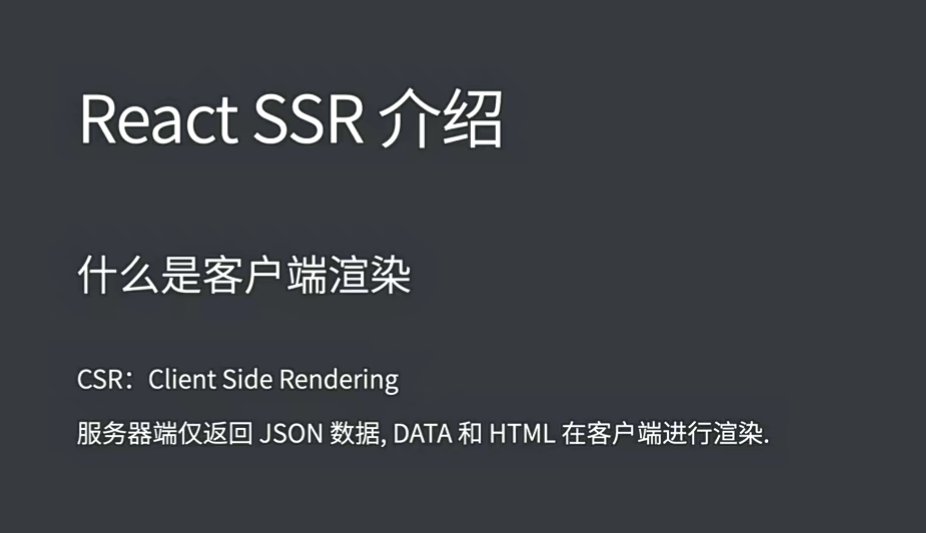 React SSR 介绍
什么是客户端渲染
CSR：Client Side Rendering
服务器端仅返回 JSON 数据, DATA 和 HTML 在客户端进行渲染.